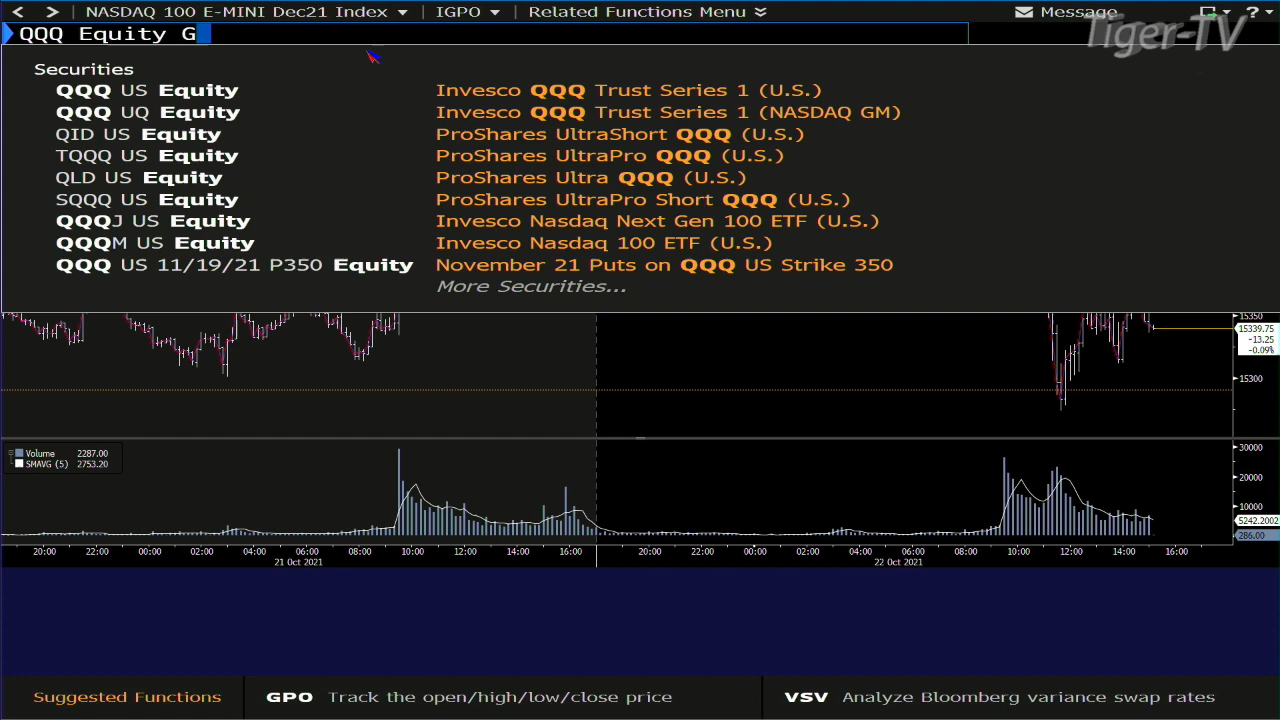 < > NASDAQ 100 E-MINI Dec21 Index IGPO Related Functions Menu Message ?
Tiger-TV
QQQ Equity G
Securities
QQQ US Equity Invesco QQQ Trust Series 1 (U.S.)
QQQ UQ Equity Invesco QQQ Trust Series 1 (NASDAQ GM)
QID US Equity ProShares UltraShort QQQ (U.S.)
TQQQ US Equity ProShares UltraPro QQQ (U.S.)
QLD US Equity ProShares Ultra QQQ (U.S.)
SQQQ US Equity ProShares UltraPro Short QQQ (U.S.)
QQQJ US Equity Invesco Nasdaq Next Gen 100 ETF (U.S.)
QQQM US Equity Invesco Nasdaq 100 ETF (U.S.)
QQQ US 11/19/21 P350 Equity November 21 Puts on QQQ US Strike 350
More Securities...
15350
15339.75
-13.25
-0.09%
15300
Volume 2287.00
SMAVG (5) 2753.20
30000
20000
10000
5242.2002
286.00
20:00 22:00 00:00 02:00 04:00 06:00 08:00 10:00 12:00 14:00 16:00 20:00 22:00 00:00 02:00 04:00 06:00 08:00 10:00 12:00 14:00 16:00
21 Oct 2021 22 Oct 2021
Suggested Functions GPO Track the open/high/low/close price VSV Analyze Bloomberg variance swap rates